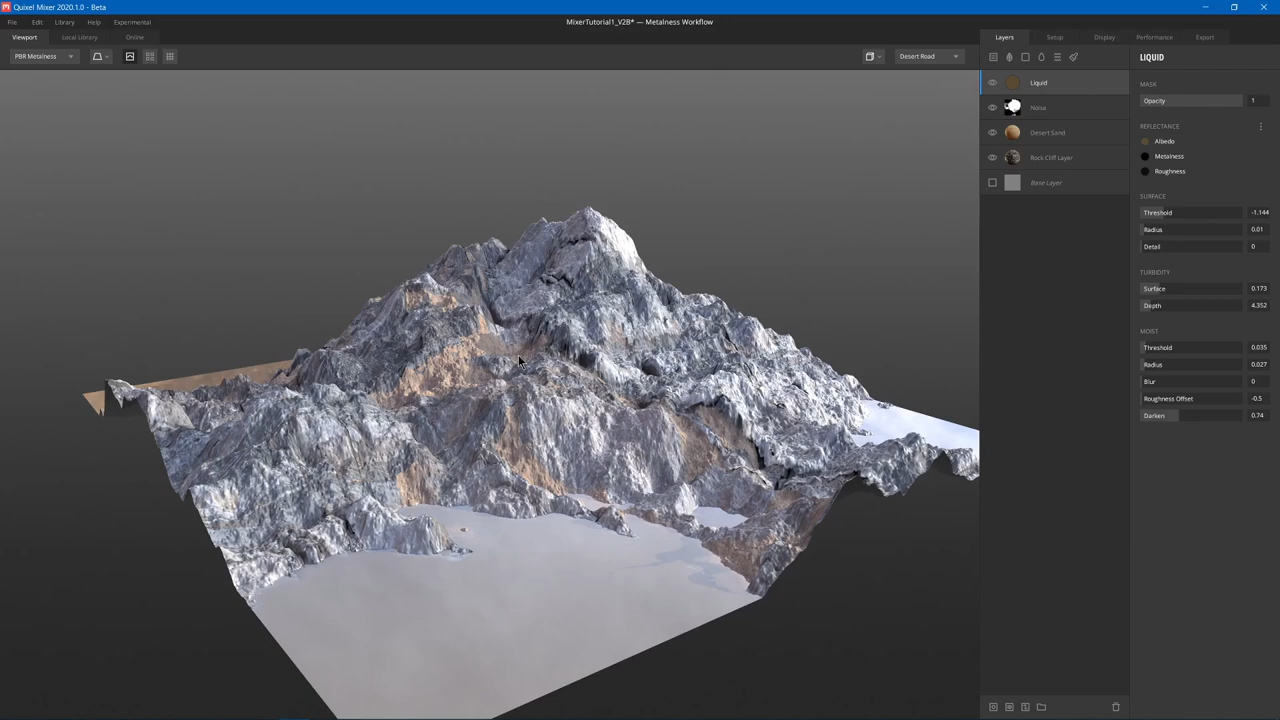 Quixel Mixer 2020.1.0 - Beta
File Edit Library Help Experimental
MixerTutorial1_V2B* — Metalness Workflow
Viewport Local Library Online
Layers Setup Display Performance Export
PBR Metalness
Desert Road
Liquid
Noise
Desert Sand
Rock Cliff Layer
Base Layer
LIQUID
MASK
Opacity 1
REFLECTANCE
Albedo
Metalness
Roughness
SURFACE
Threshold -1.144
Radius 0.01
Detail 0
TURBIDITY
Surface 0.173
Depth 4.352
MOIST
Threshold 0.035
Radius 0.027
Blur 0
Roughness Offset -0.5
Darken 0.74